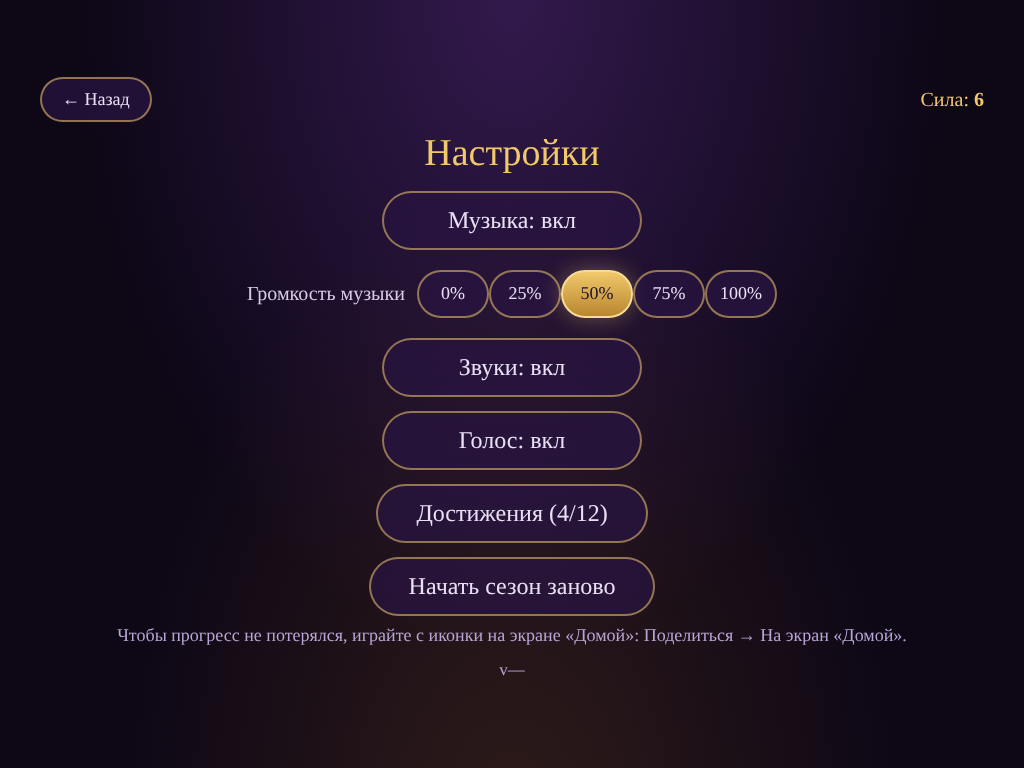 ← Назад
Сила: 6
Настройки
Музыка: вкл
Громкость музыки 0% 25% 50% 75% 100%
Звуки: вкл
Голос: вкл
Достижения (4/12)
Начать сезон заново
Чтобы прогресс не потерялся, играйте с иконки на экране «Домой»: Поделиться → На экран «Домой».
v—